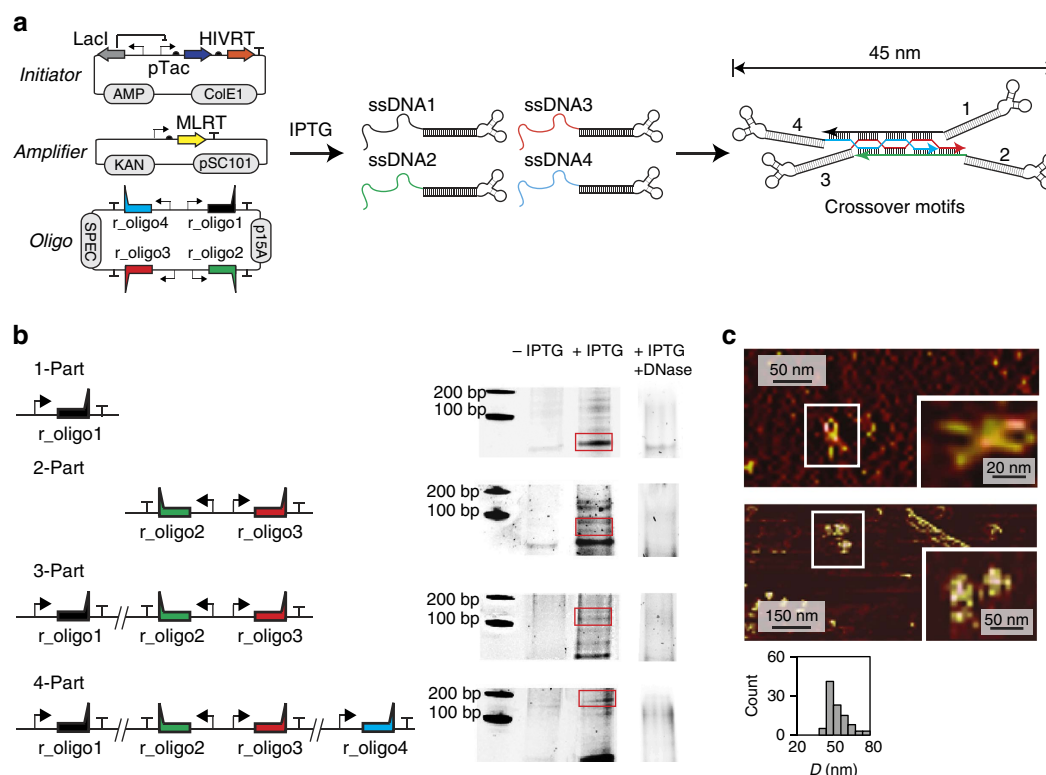 a
LacI
HIVRT
pTac
Initiator
AMP
ColE1
MLRT
Amplifier
KAN
pSC101
r_oligo4
r_oligo1
Oligo
SPEC
p15A
r_oligo3
r_oligo2
IPTG
ssDNA1
ssDNA3
ssDNA2
ssDNA4
45 nm
1
4
3
2
Crossover motifs
b
– IPTG
+ IPTG
+ IPTG
+DNase
1-Part
r_oligo1
200 bp
100 bp
2-Part
r_oligo2
r_oligo3
200 bp
100 bp
3-Part
r_oligo1
r_oligo2
r_oligo3
200 bp
100 bp
4-Part
r_oligo1
r_oligo2
r_oligo3
r_oligo4
200 bp
100 bp
c
50 nm
20 nm
150 nm
50 nm
Count
60
30
0
20
50
80
D (nm)